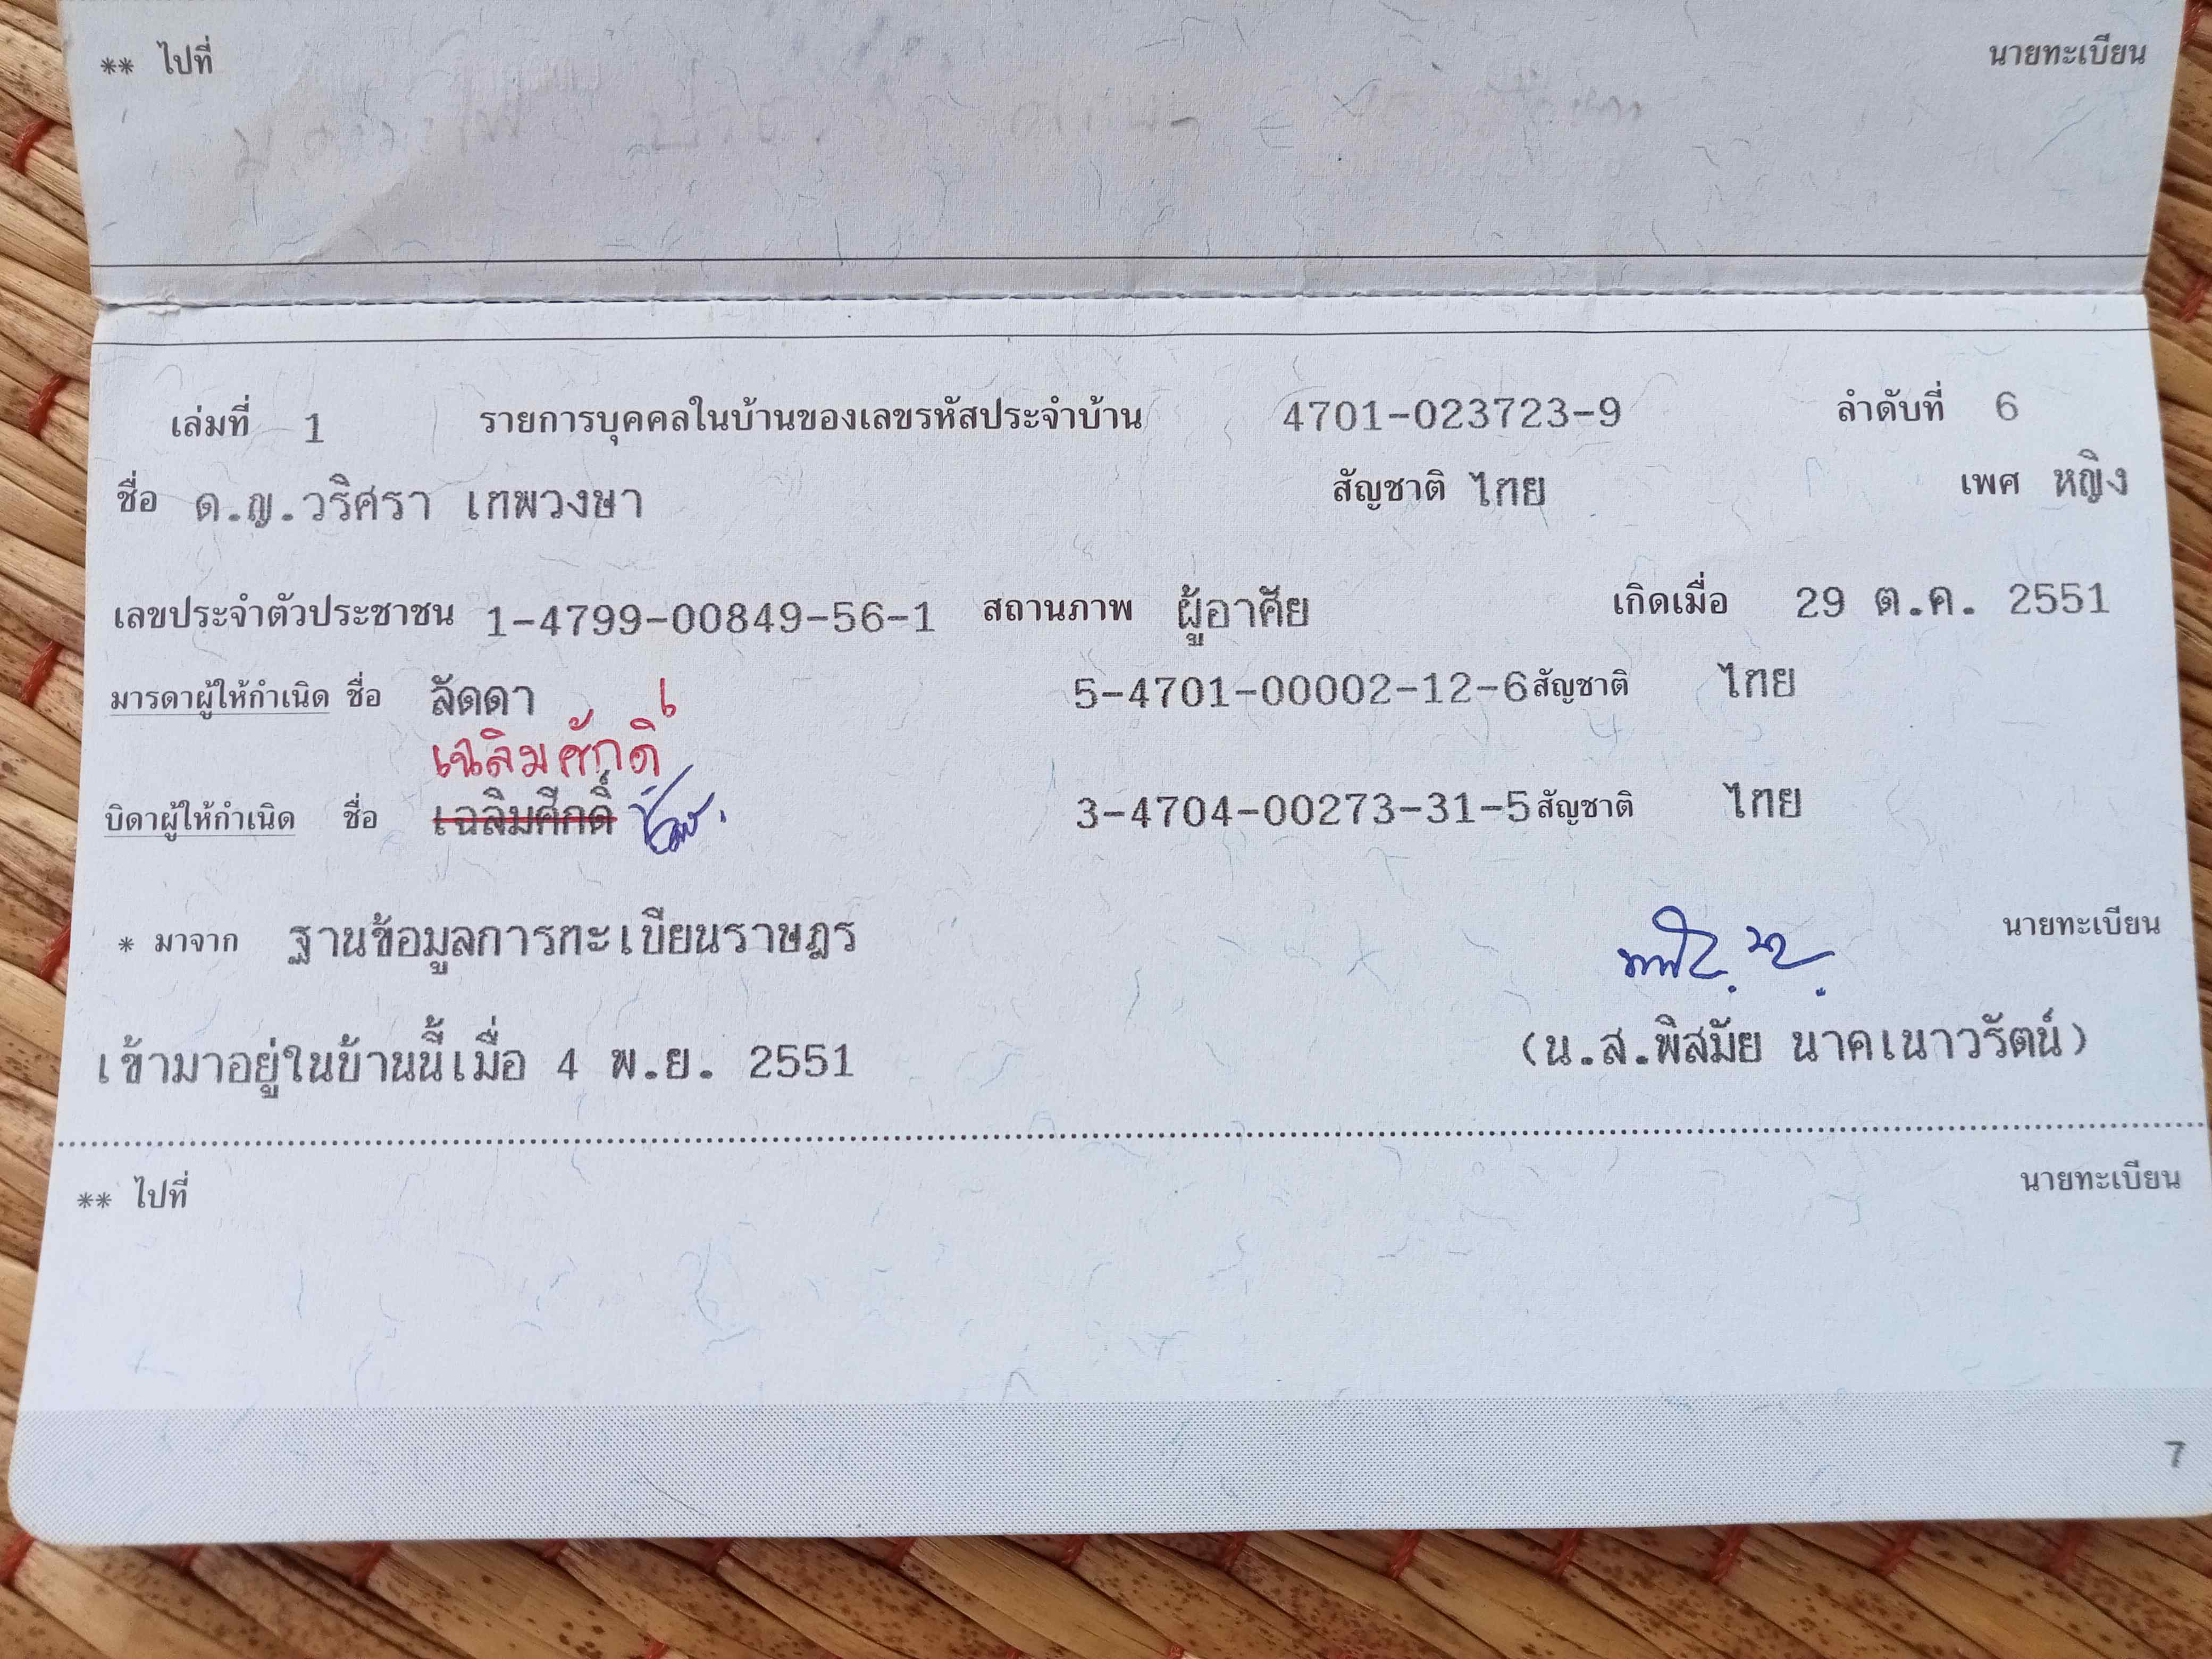 ** ไปที่ นายทะเบียน
เล่มที่ 1 รายการบุคคลในบ้านของเลขรหัสประจำบ้าน 4701-023723-9 ลำดับที่ 6
ชื่อ ด.ญ.วริศรา เทพวงษา สัญชาติ ไทย เพศ หญิง
เลขประจำตัวประชาชน 1-4799-00849-56-1 สถานภาพ ผู้อาศัย เกิดเมื่อ 29 ต.ค. 2551
มารดาผู้ให้กำเนิด ชื่อ ลัดดา 5-4701-00002-12-6 สัญชาติ ไทย
เฉลิมศักดิ์
บิดาผู้ให้กำเนิด ชื่อ เฉลิมศีกดิ์ 3-4704-00273-31-5 สัญชาติ ไทย
* มาจาก ฐานข้อมูลการทะเบียนราษฎร นายทะเบียน
เข้ามาอยู่ในบ้านนี้เมื่อ 4 พ.ย. 2551 (น.ส.พิสมัย นาคเนาวรัตน์)
** ไปที่ นายทะเบียน
7